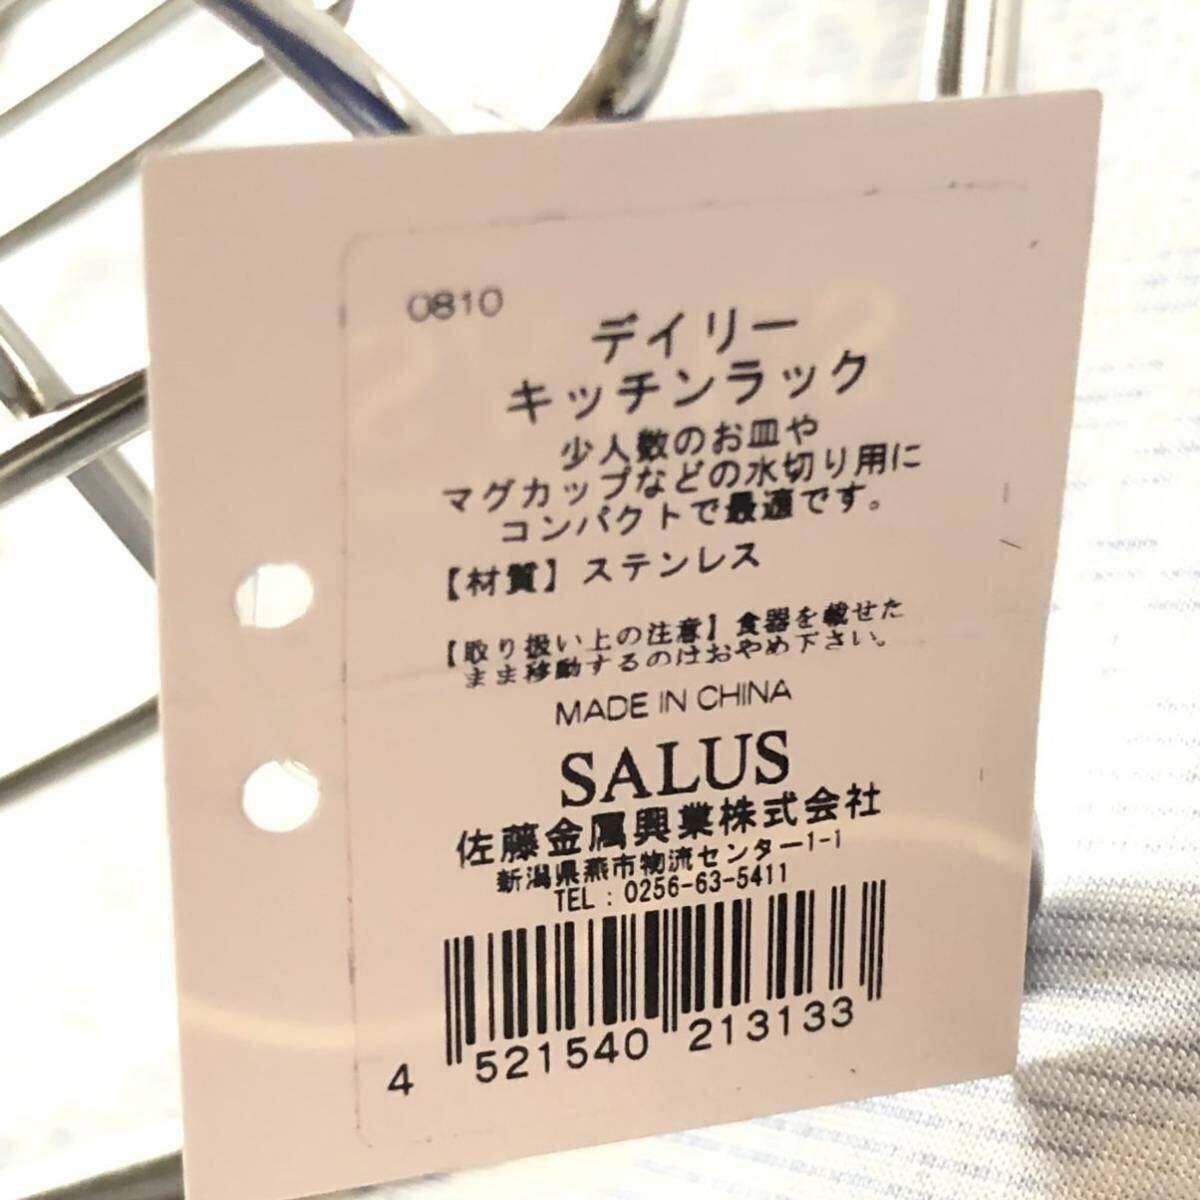 0810
デイリー
キッチンラック
少人数のお皿や
マグカップなどの水切り用に
コンパクトで最適です。
【材質】ステンレス
【取り扱い上の注意】食器を載せた
まま移動するのはおやめ下さい。
MADE IN CHINA
SALUS
佐藤金属興業株式会社
新潟県燕市物流センター1-1
TEL : 0256-63-5411
4 521540 213133